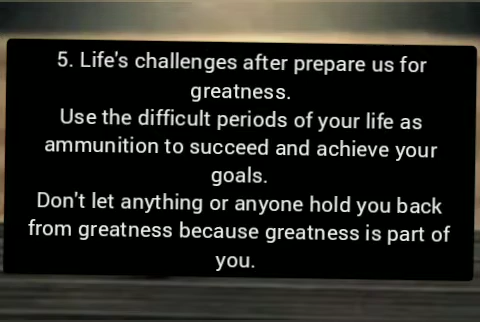 5. Life's challenges after prepare us for
greatness.
Use the difficult periods of your life as
ammunition to succeed and achieve your
goals.
Don't let anything or anyone hold you back
from greatness because greatness is part of
you.